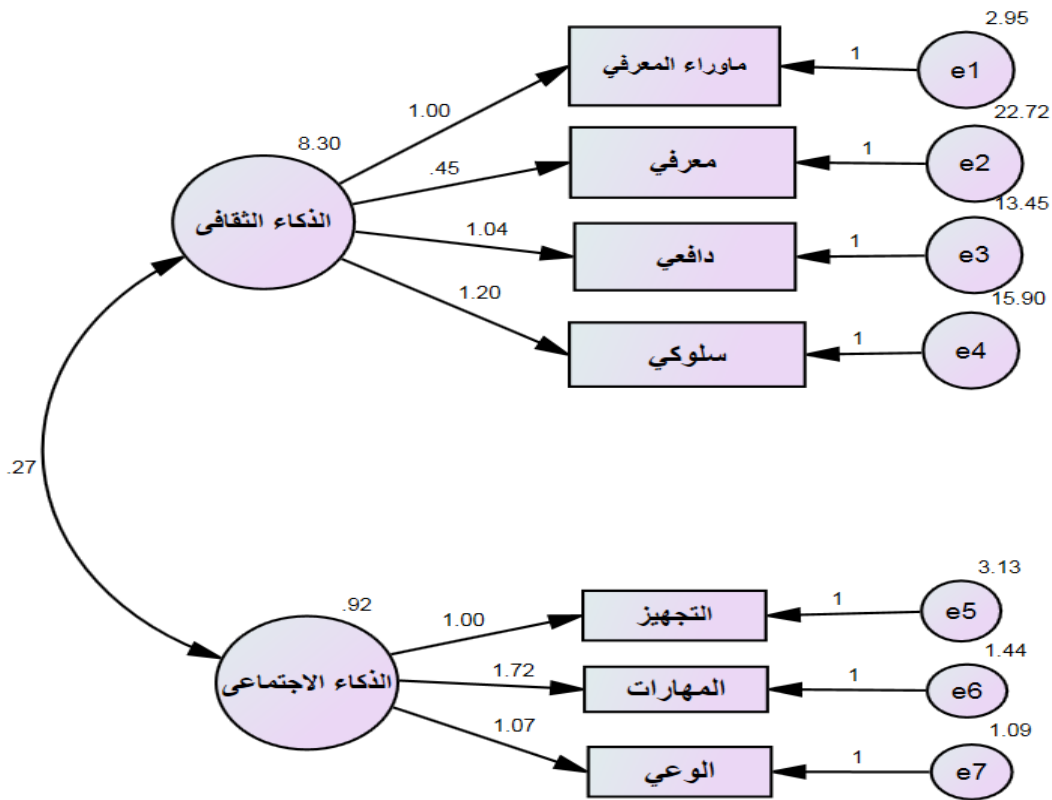 2.95
ماوراء المعرفي
1
e1
1.00
22.72
8.30
معرفي
1
e2
.45
13.45
الذكاء الثقافى
1.04
دافعي
1
e3
15.90
1.20
سلوكي
1
e4
.27
3.13
.92
1.00
التجهيز
1
e5
1.44
الذكاء الاجتماعى
1.72
المهارات
1
e6
1.09
1.07
الوعي
1
e7